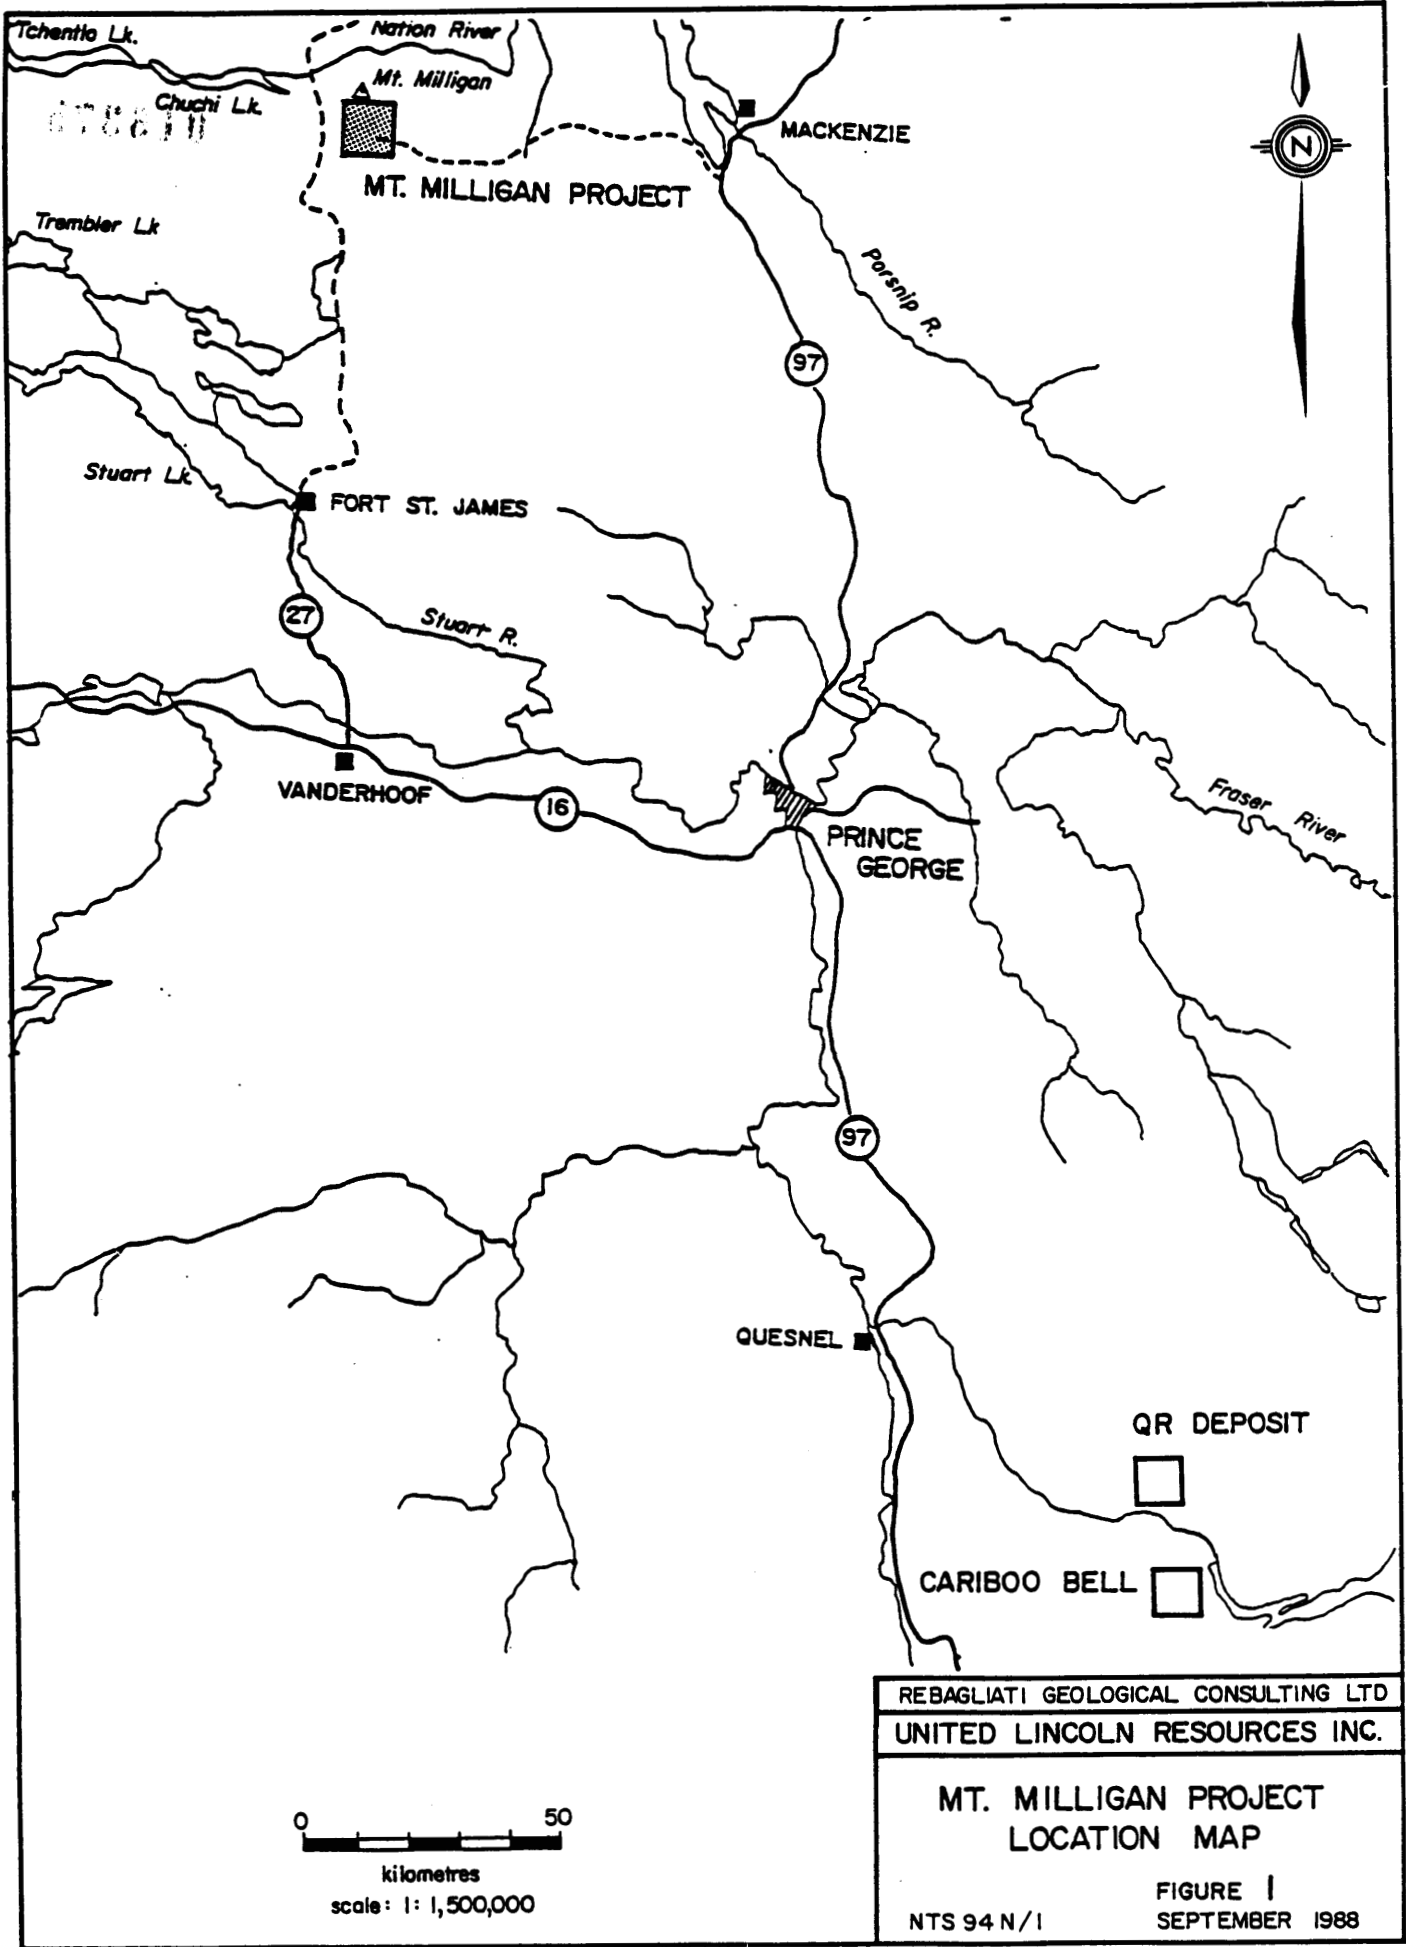 Tchentlo Lk.
Nation River
Mt. Milligan
Chuchi Lk.
MACKENZIE
N
MT. MILLIGAN PROJECT
Trembler Lk
Parsnip R.
97
Stuart Lk.
FORT ST. JAMES
27
Stuart R.
VANDERHOOF
16
Fraser River
PRINCE
GEORGE
97
QUESNEL
QR DEPOSIT
CARIBOO BELL
REBAGLIATI GEOLOGICAL CONSULTING LTD
UNITED LINCOLN RESOURCES INC.
MT. MILLIGAN PROJECT
LOCATION MAP
FIGURE 1
NTS 94 N/1 SEPTEMBER 1988
0 50
kilometres
scale: 1: 1,500,000